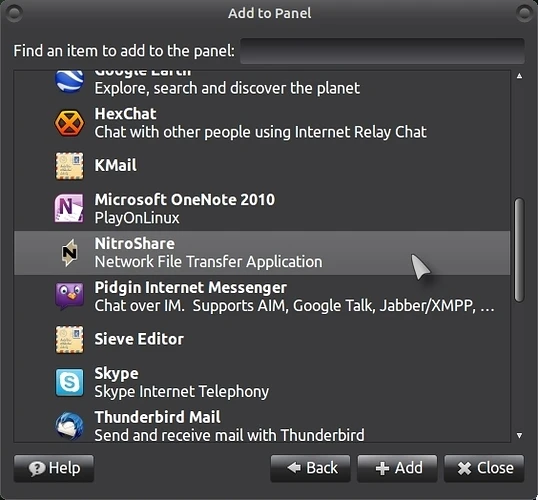 Add to Panel
Find an item to add to the panel:
Google Earth
Explore, search and discover the planet
HexChat
Chat with other people using Internet Relay Chat
KMail
Microsoft OneNote 2010
PlayOnLinux
NitroShare
Network File Transfer Application
Pidgin Internet Messenger
Chat over IM. Supports AIM, Google Talk, Jabber/XMPP, ...
Sieve Editor
Skype
Skype Internet Telephony
Thunderbird Mail
Send and receive mail with Thunderbird
Help
Back
Add
Close